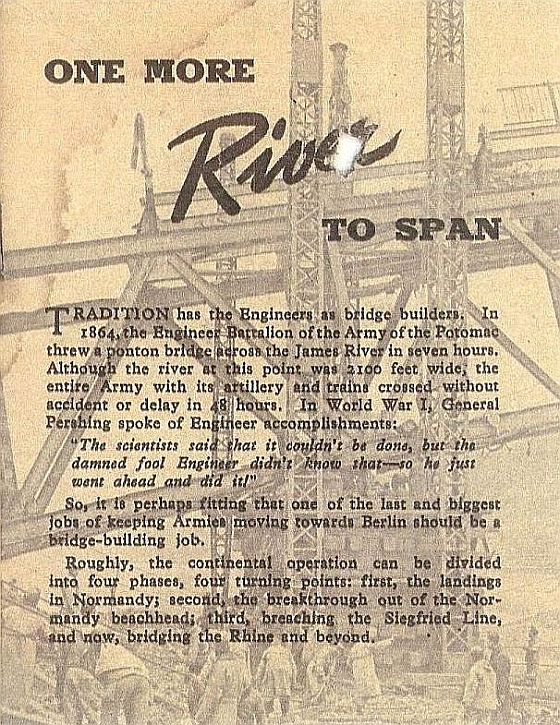 ONE MORE
River
TO SPAN
TRADITION has the Engineers as bridge builders. In
1864, the Engineer Battalion of the Army of the Potomac
threw a ponton bridge across the James River in seven hours.
Although the river at this point was 2100 feet wide, the
entire Army with its artillery and trains crossed without
accident or delay in 48 hours. In World War I, General
Pershing spoke of Engineer accomplishments:
"The scientists said that it couldn't be done, but the
damned fool Engineer didn't know that—so he just
went ahead and did it!"
So, it is perhaps fitting that one of the last and biggest
jobs of keeping Armies moving towards Berlin should be a
bridge-building job.
Roughly, the continental operation can be divided
into four phases, four turning points: first, the landings
in Normandy; second, the breakthrough out of the Nor-
mandy beachhead; third, breaching the Siegfried Line,
and now, bridging the Rhine and beyond.